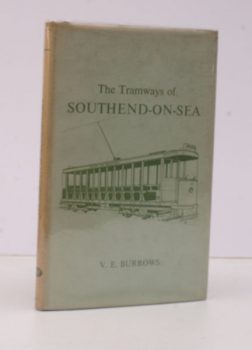 The Tramways of
SOUTHEND-ON-SEA
V. E. BURROWS